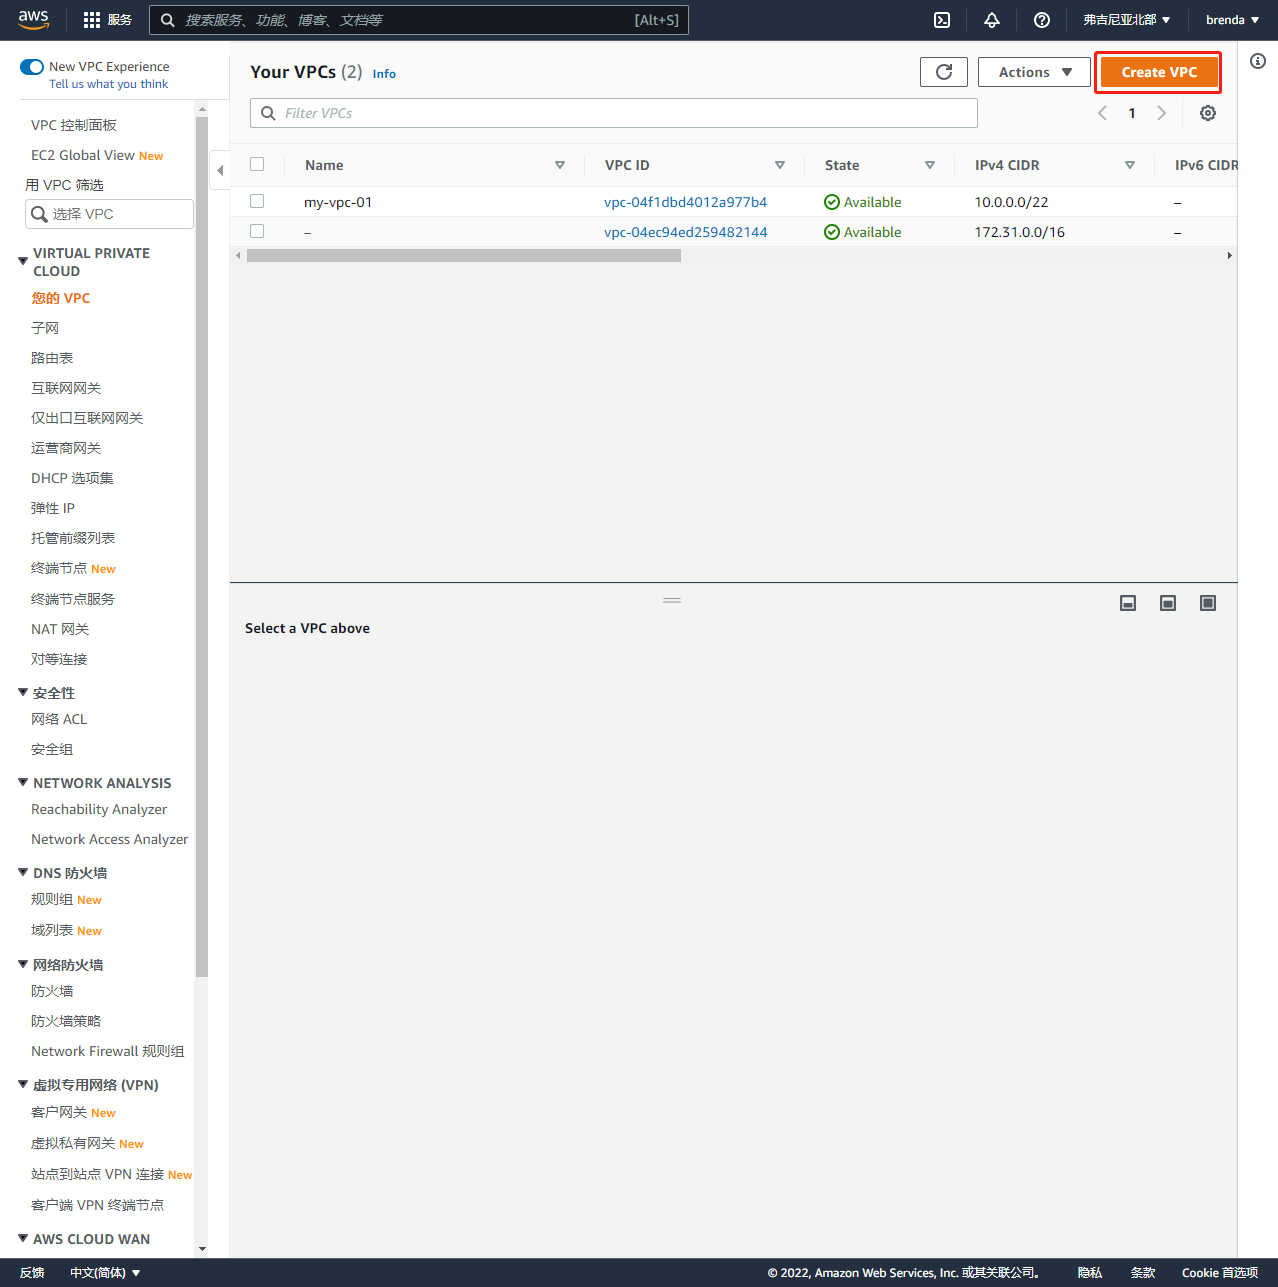 aws
服务
搜索服务、功能、博客、文档等
[Alt+S]
弗吉尼亚北部
brenda
New VPC Experience
Tell us what you think
VPC 控制面板
EC2 Global View New
用 VPC 筛选
选择 VPC
VIRTUAL PRIVATE
CLOUD
您的 VPC
子网
路由表
互联网网关
仅出口互联网网关
运营商网关
DHCP 选项集
弹性 IP
托管前缀列表
终端节点 New
终端节点服务
NAT 网关
对等连接
安全性
网络 ACL
安全组
NETWORK ANALYSIS
Reachability Analyzer
Network Access Analyzer
DNS 防火墙
规则组 New
域列表 New
网络防火墙
防火墙
防火墙策略
Network Firewall 规则组
虚拟专用网络 (VPN)
客户网关 New
虚拟私有网关 New
站点到站点 VPN 连接 New
客户端 VPN 终端节点
AWS CLOUD WAN
Your VPCs (2) Info
Actions
Create VPC
Filter VPCs
1
Name VPC ID State IPv4 CIDR IPv6 CIDR
my-vpc-01 vpc-04f1dbd4012a977b4 Available 10.0.0.0/22 –
– vpc-04ec94ed259482144 Available 172.31.0.0/16 –
Select a VPC above
反馈
中文(简体)
© 2022, Amazon Web Services, Inc. 或其关联公司。
隐私
条款
Cookie 首选项